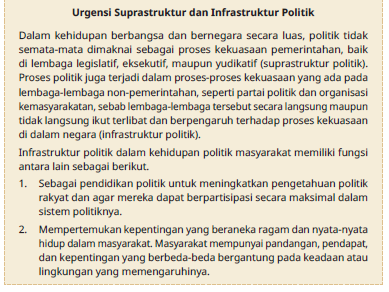 Urgensi Suprastruktur dan Infrastruktur Politik
Dalam kehidupan berbangsa dan bernegara secara luas, politik tidak
semata-mata dimaknai sebagai proses kekuasaan pemerintahan, baik
di lembaga legislatif, eksekutif, maupun yudikatif (suprastruktur politik).
Proses politik juga terjadi dalam proses-proses kekuasaan yang ada pada
lembaga-lembaga non-pemerintahan, seperti partai politik dan organisasi
kemasyarakatan, sebab lembaga-lembaga tersebut secara langsung maupun
tidak langsung ikut terlibat dan berpengaruh terhadap proses kekuasaan
di dalam negara (infrastruktur politik).
Infrastruktur politik dalam kehidupan politik masyarakat memiliki fungsi
antara lain sebagai berikut.
1. Sebagai pendidikan politik untuk meningkatkan pengetahuan politik
rakyat dan agar mereka dapat berpartisipasi secara maksimal dalam
sistem politiknya.
2. Mempertemukan kepentingan yang beraneka ragam dan nyata-nyata
hidup dalam masyarakat. Masyarakat mempunyai pandangan, pendapat,
dan kepentingan yang berbeda-beda bergantung pada keadaan atau
lingkungan yang memengaruhinya.